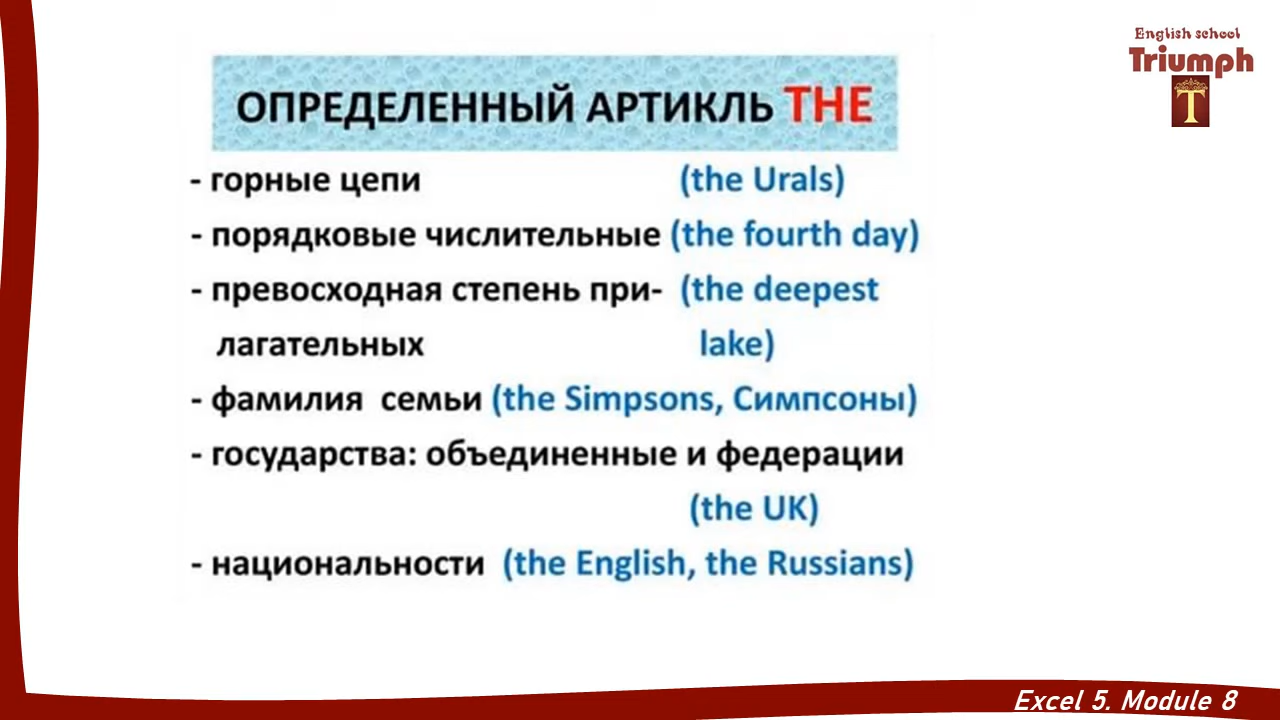 English school
Triumph
T
ОПРЕДЕЛЕННЫЙ АРТИКЛЬ THE
- горные цепи (the Urals)
- порядковые числительные (the fourth day)
- превосходная степень при- (the deepest
лагательных lake)
- фамилия семьи (the Simpsons, Симпсоны)
- государства: объединенные и федерации
(the UK)
- национальности (the English, the Russians)
Excel 5. Module 8